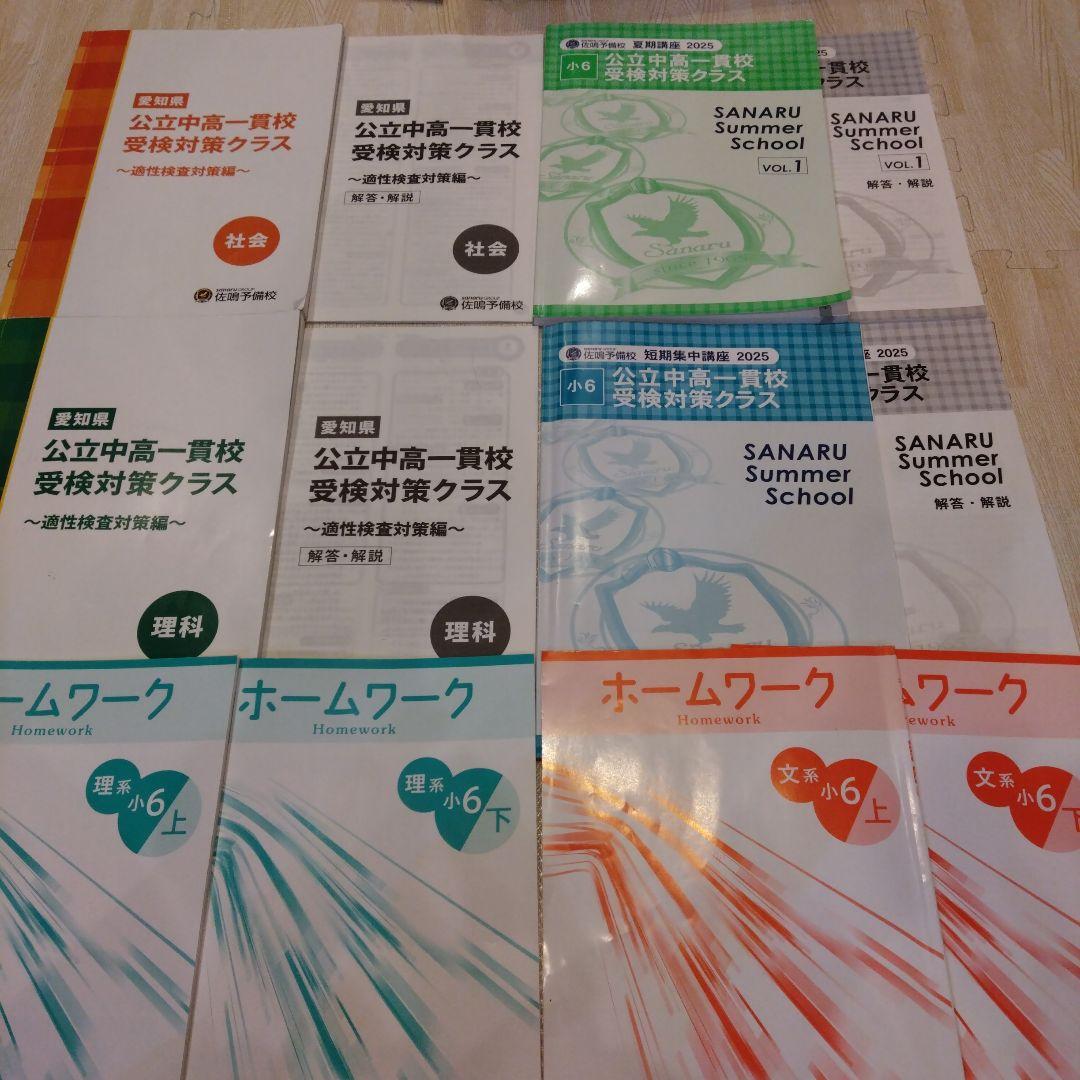 愛知県
公立中高一貫校
受検対策クラス
～適性検査対策編～
社会
sanaru GROUP
佐鳴予備校
愛知県
公立中高一貫校
受検対策クラス
～適性検査対策編～
解答・解説
社会
sanaru GROUP
佐鳴予備校
佐鳴予備校 夏期講座 2025
小6
公立中高一貫校
受検対策クラス
SANARU
Summer
School
VOL.1
Sanaru
since 1965
25
一貫校
クラス
SANARU
Summer
School
VOL.1
解答・解説
愛知県
公立中高一貫校
受検対策クラス
～適性検査対策編～
理科
愛知県
公立中高一貫校
受検対策クラス
～適性検査対策編～
解答・解説
理科
佐鳴予備校 短期集中講座 2025
小6
公立中高一貫校
受検対策クラス
SANARU
Summer
School
Sanaru
座 2025
一貫校
クラス
SANARU
Summer
School
解答・解説
ームワーク
Homework
理系
小6上
ホームワーク
Homework
理系
小6下
ホームワーク
Homework
文系
小6上
ムワーク
ework
文系
小6下